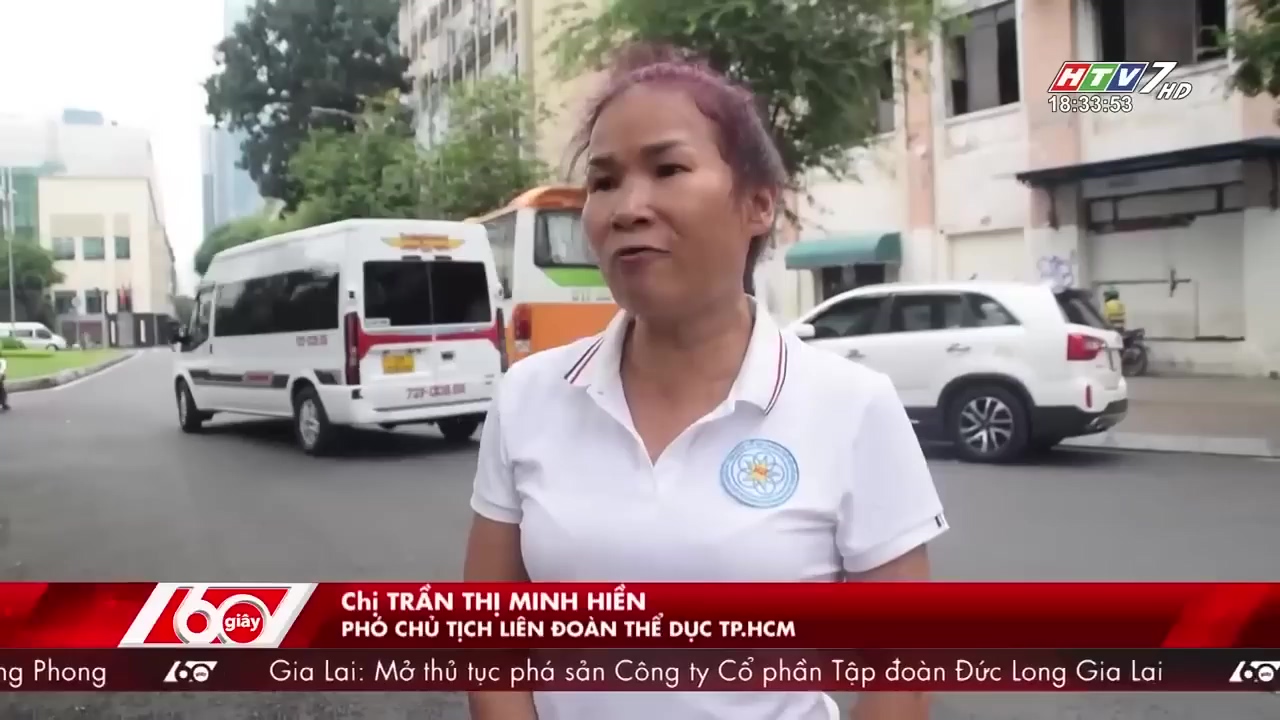 HTV7 HD
18:33:53
60 giây
Chị TRẦN THỊ MINH HIỀN
PHÓ CHỦ TỊCH LIÊN ĐOÀN THỂ DỤC TP.HCM
ng Phong 60 giây Gia Lai: Mở thủ tục phá sản Công ty Cổ phần Tập đoàn Đức Long Gia Lai